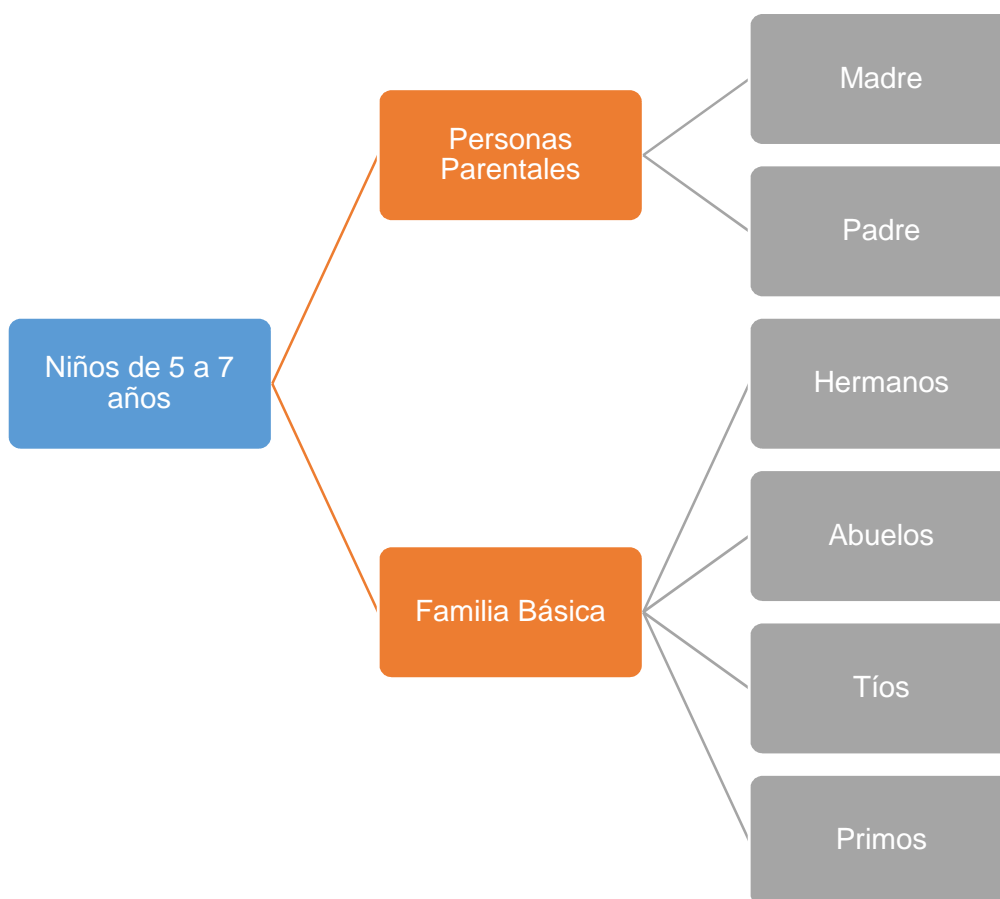 Niños de 5 a 7
años
Personas
Parentales
Madre
Padre
Familia Básica
Hermanos
Abuelos
Tíos
Primos